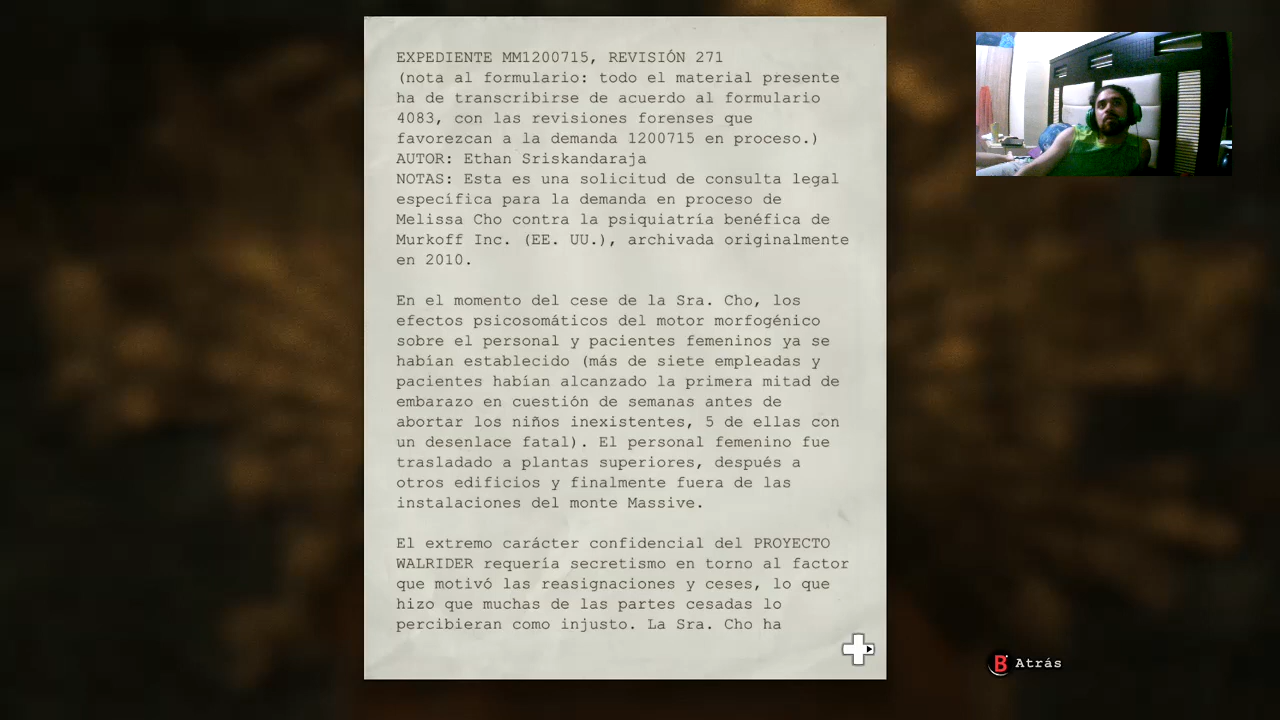 EXPEDIENTE MM1200715, REVISIÓN 271
(nota al formulario: todo el material presente
ha de transcribirse de acuerdo al formulario
4083, con las revisiones forenses que
favorezcan a la demanda 1200715 en proceso.)
AUTOR: Ethan Sriskandaraja
NOTAS: Esta es una solicitud de consulta legal
específica para la demanda en proceso de
Melissa Cho contra la psiquiatría benéfica de
Murkoff Inc. (EE. UU.), archivada originalmente
en 2010.
En el momento del cese de la Sra. Cho, los
efectos psicosomáticos del motor morfogénico
sobre el personal y pacientes femeninos ya se
habían establecido (más de siete empleadas y
pacientes habían alcanzado la primera mitad de
embarazo en cuestión de semanas antes de
abortar los niños inexistentes, 5 de ellas con
un desenlace fatal). El personal femenino fue
trasladado a plantas superiores, después a
otros edificios y finalmente fuera de las
instalaciones del monte Massive.
El extremo carácter confidencial del PROYECTO
WALRIDER requería secretismo en torno al factor
que motivó las reasignaciones y ceses, lo que
hizo que muchas de las partes cesadas lo
percibieran como injusto. La Sra. Cho ha
B Atrás